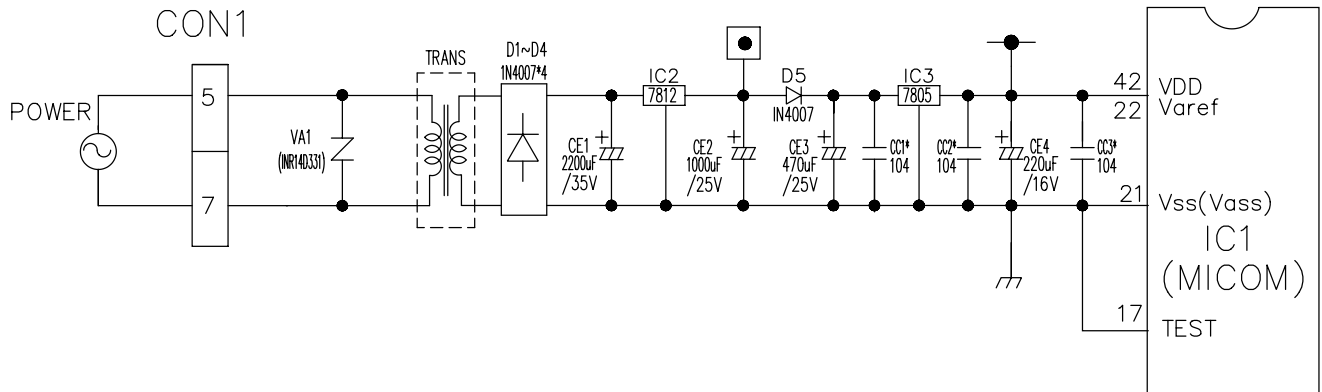 CON1
POWER
5
7
VA1
(INR14D331)
TRANS
D1~D4
1N4007*4
CE1
2200uF
/35V
IC2
7812
CE2
1000uF
/25V
D5
IN4007
CE3
470uF
/25V
CC1*
104
IC3
7805
CC2*
104
CE4
220uF
/16V
CC3*
104
42 VDD
22 Varef
21 Vss(Vass)
IC1
(MICOM)
17 TEST